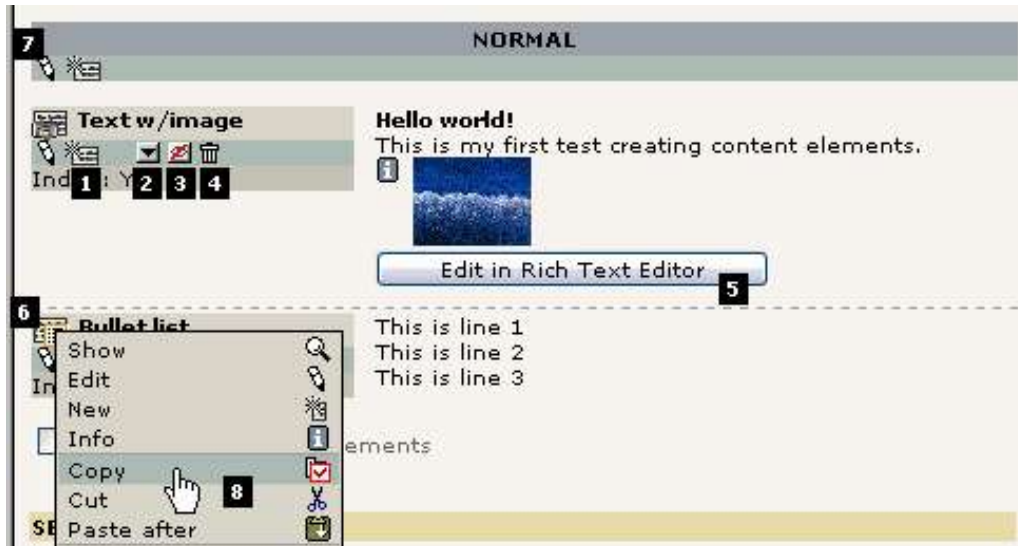 7
NORMAL
Text w/image
Hello world!
This is my first test creating content elements.
Ind 1 : Y 2 3 4
Edit in Rich Text Editor
5
6
Bullet list
This is line 1
Show
This is line 2
Edit
This is line 3
In
New
Info
ements
Copy
8
Cut
SE
Paste after